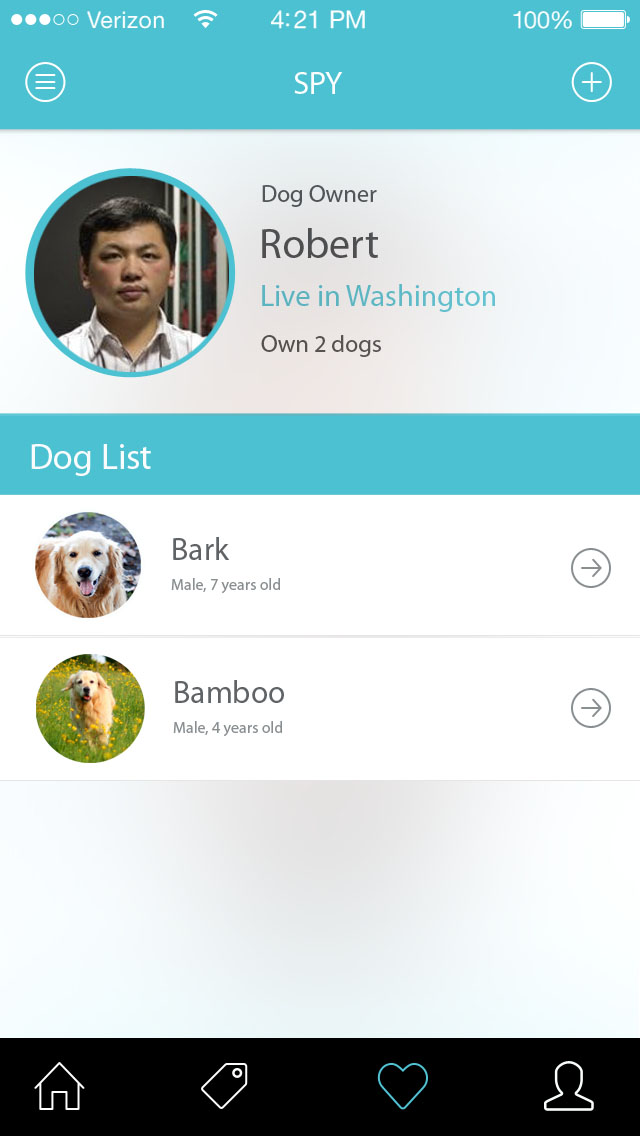 Verizon 4:21 PM 100%
SPY
Dog Owner
Robert
Live in Washington
Own 2 dogs
Dog List
Bark
Male, 7 years old
Bamboo
Male, 4 years old